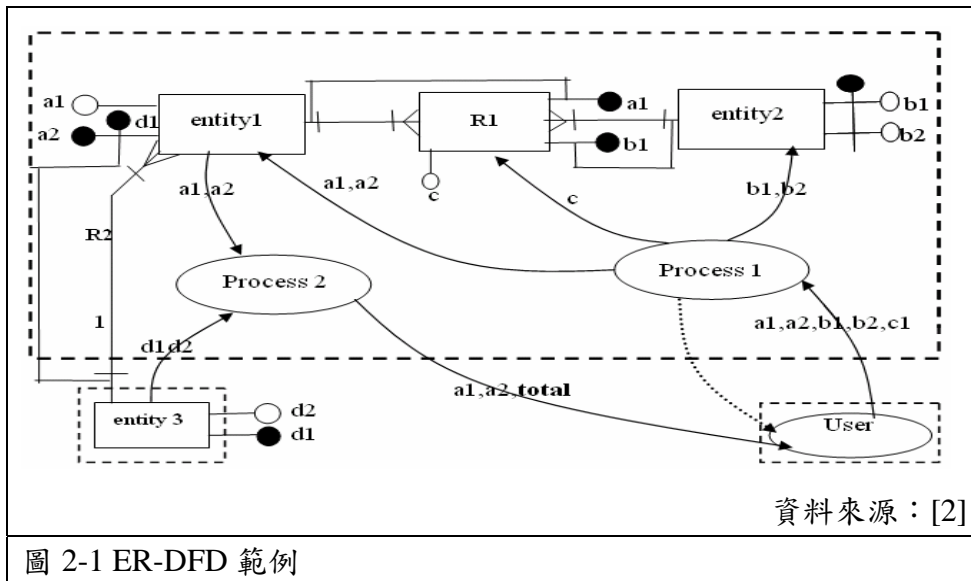 a1
a2
d1
entity1
R1
a1
b1
c
entity2
b1
b2
a1,a2
a1,a2
c
b1,b2
R2
Process 2
Process 1
1
d1d2
a1,a2,b1,b2,c1
a1,a2,total
entity 3
d2
d1
User
資料來源：[2]
圖 2-1 ER-DFD 範例